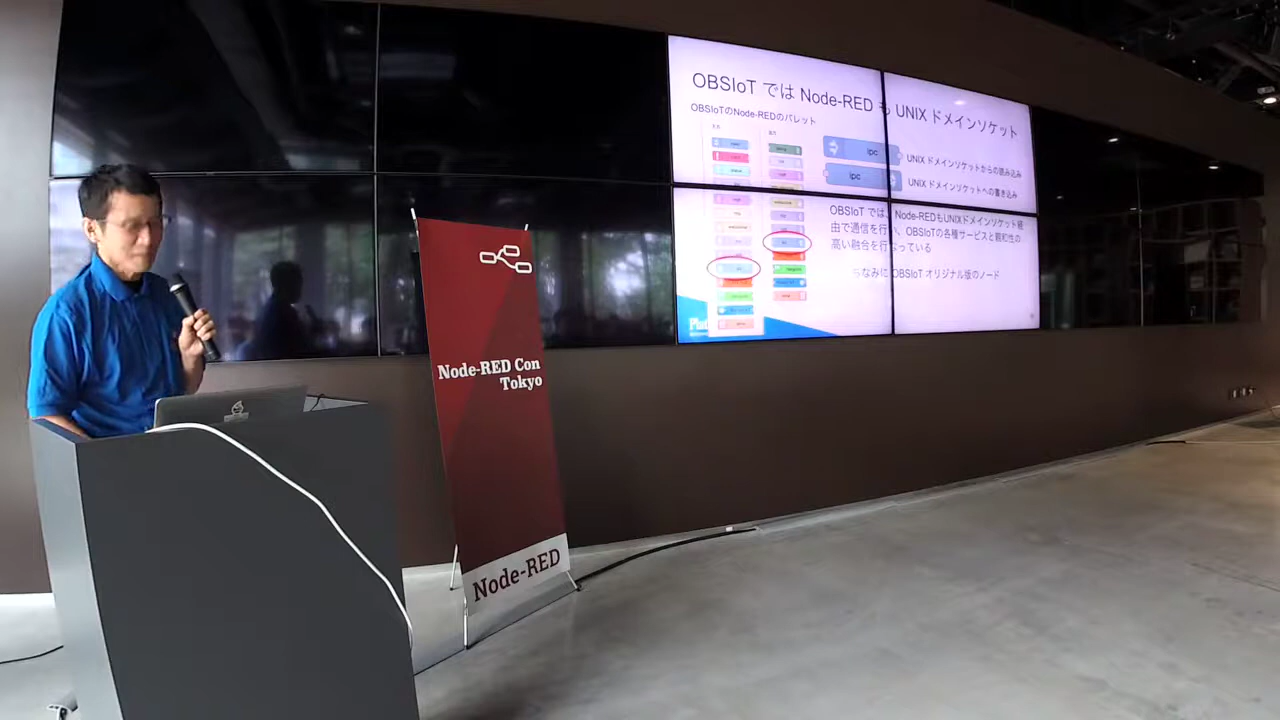 OBSIoT では Node-RED も UNIX ドメインソケット
OBSIoTのNode-REDのパレット
入力
出力
ipc
UNIX ドメインソケットからの読み込み
ipc
UNIX ドメインソケットへの書き込み
OBSIoT では、Node-REDもUNIXドメインソケット経
由で通信を行い、OBSIoTの各種サービスと親和性の
高い融合を行なっている
ちなみに OBSIoT オリジナル版のノード
Node-RED Con
Tokyo
Node-RED